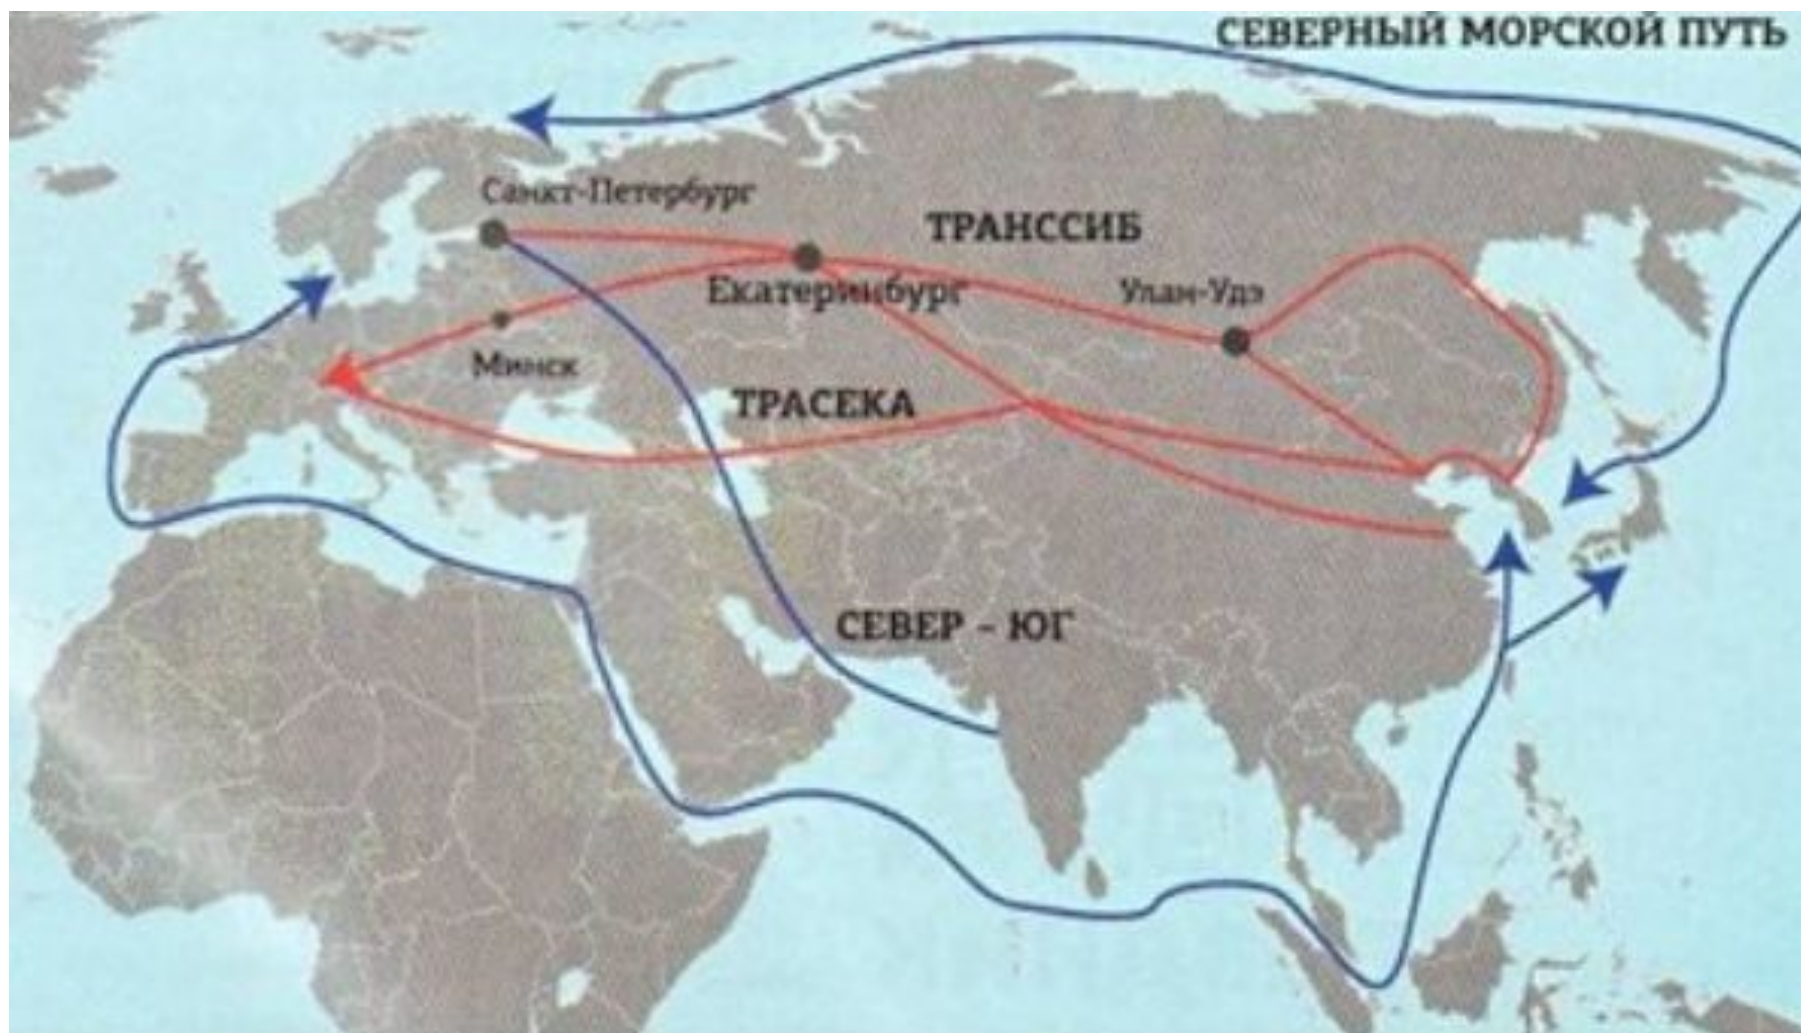 СЕВЕРНЫЙ МОРСКОЙ ПУТЬ
Санкт-Петербург
ТРАНССИБ
Екатеринбург
Улан-Удэ
Минск
ТРАСЕКА
СЕВЕР – ЮГ